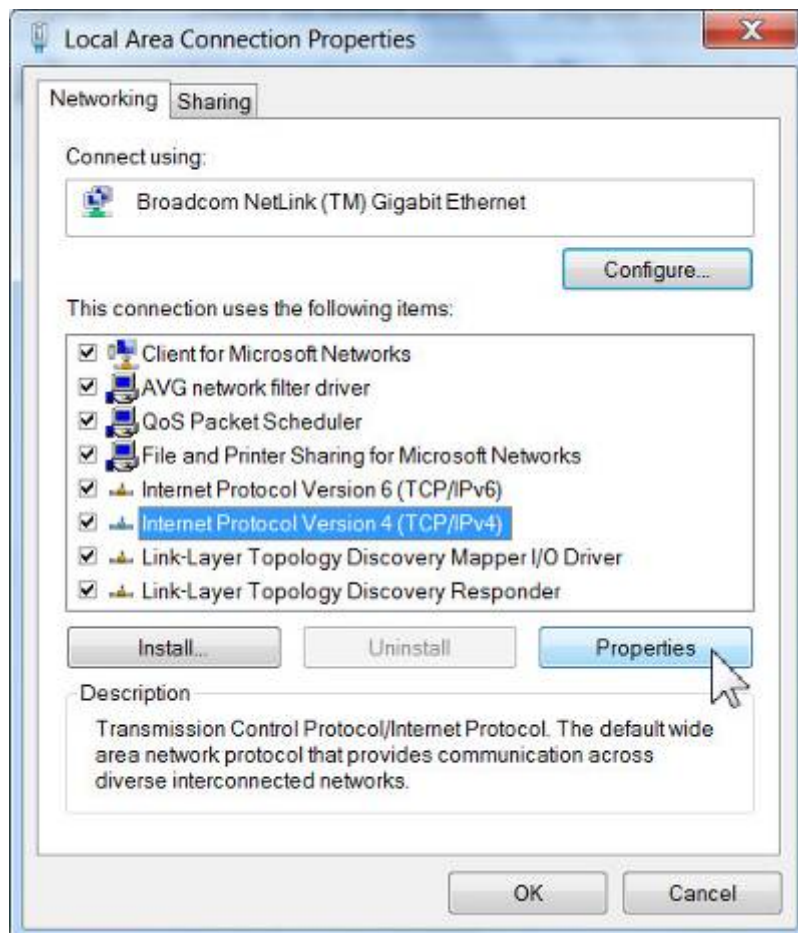 Local Area Connection Properties
Networking
Sharing
Connect using:
Broadcom NetLink (TM) Gigabit Ethernet
Configure...
This connection uses the following items:
Client for Microsoft Networks
AVG network filter driver
QoS Packet Scheduler
File and Printer Sharing for Microsoft Networks
Internet Protocol Version 6 (TCP/IPv6)
Internet Protocol Version 4 (TCP/IPv4)
Link-Layer Topology Discovery Mapper I/O Driver
Link-Layer Topology Discovery Responder
Install...
Uninstall
Properties
Description
Transmission Control Protocol/Internet Protocol. The default wide
area network protocol that provides communication across
diverse interconnected networks.
OK
Cancel